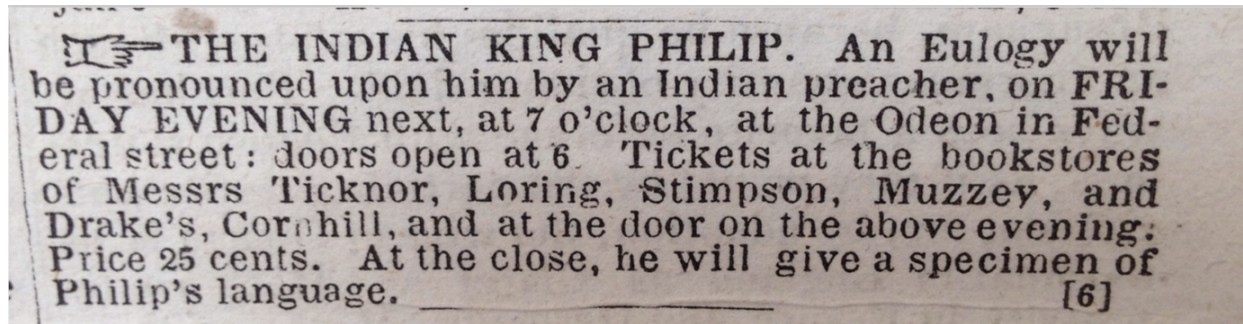 THE INDIAN KING PHILIP. An Eulogy will
be pronounced upon him by an Indian preacher, on FRI-
DAY EVENING next, at 7 o'clock, at the Odeon in Fed-
eral street: doors open at 6. Tickets at the bookstores
of Messrs Ticknor, Loring, Stimpson, Muzzey, and
Drake's, Cornhill, and at the door on the above evening.
Price 25 cents. At the close, he will give a specimen of
Philip's language. [6]